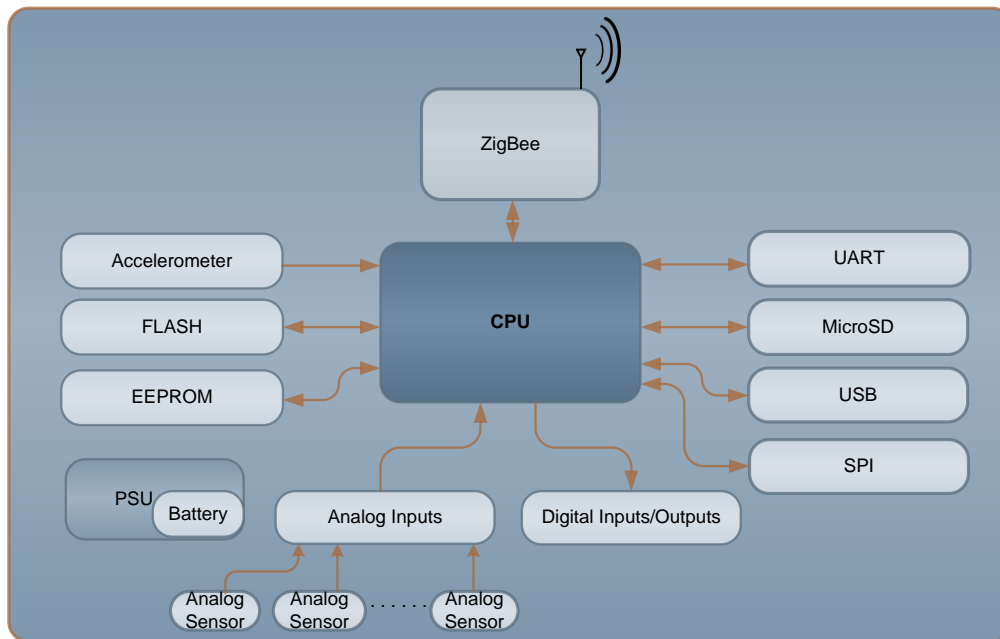 ZigBee
Accelerometer
UART
CPU
FLASH
MicroSD
EEPROM
USB
SPI
PSU
Battery
Analog Inputs
Digital Inputs/Outputs
Analog
Sensor
Analog
Sensor
. . . . . .
Analog
Sensor